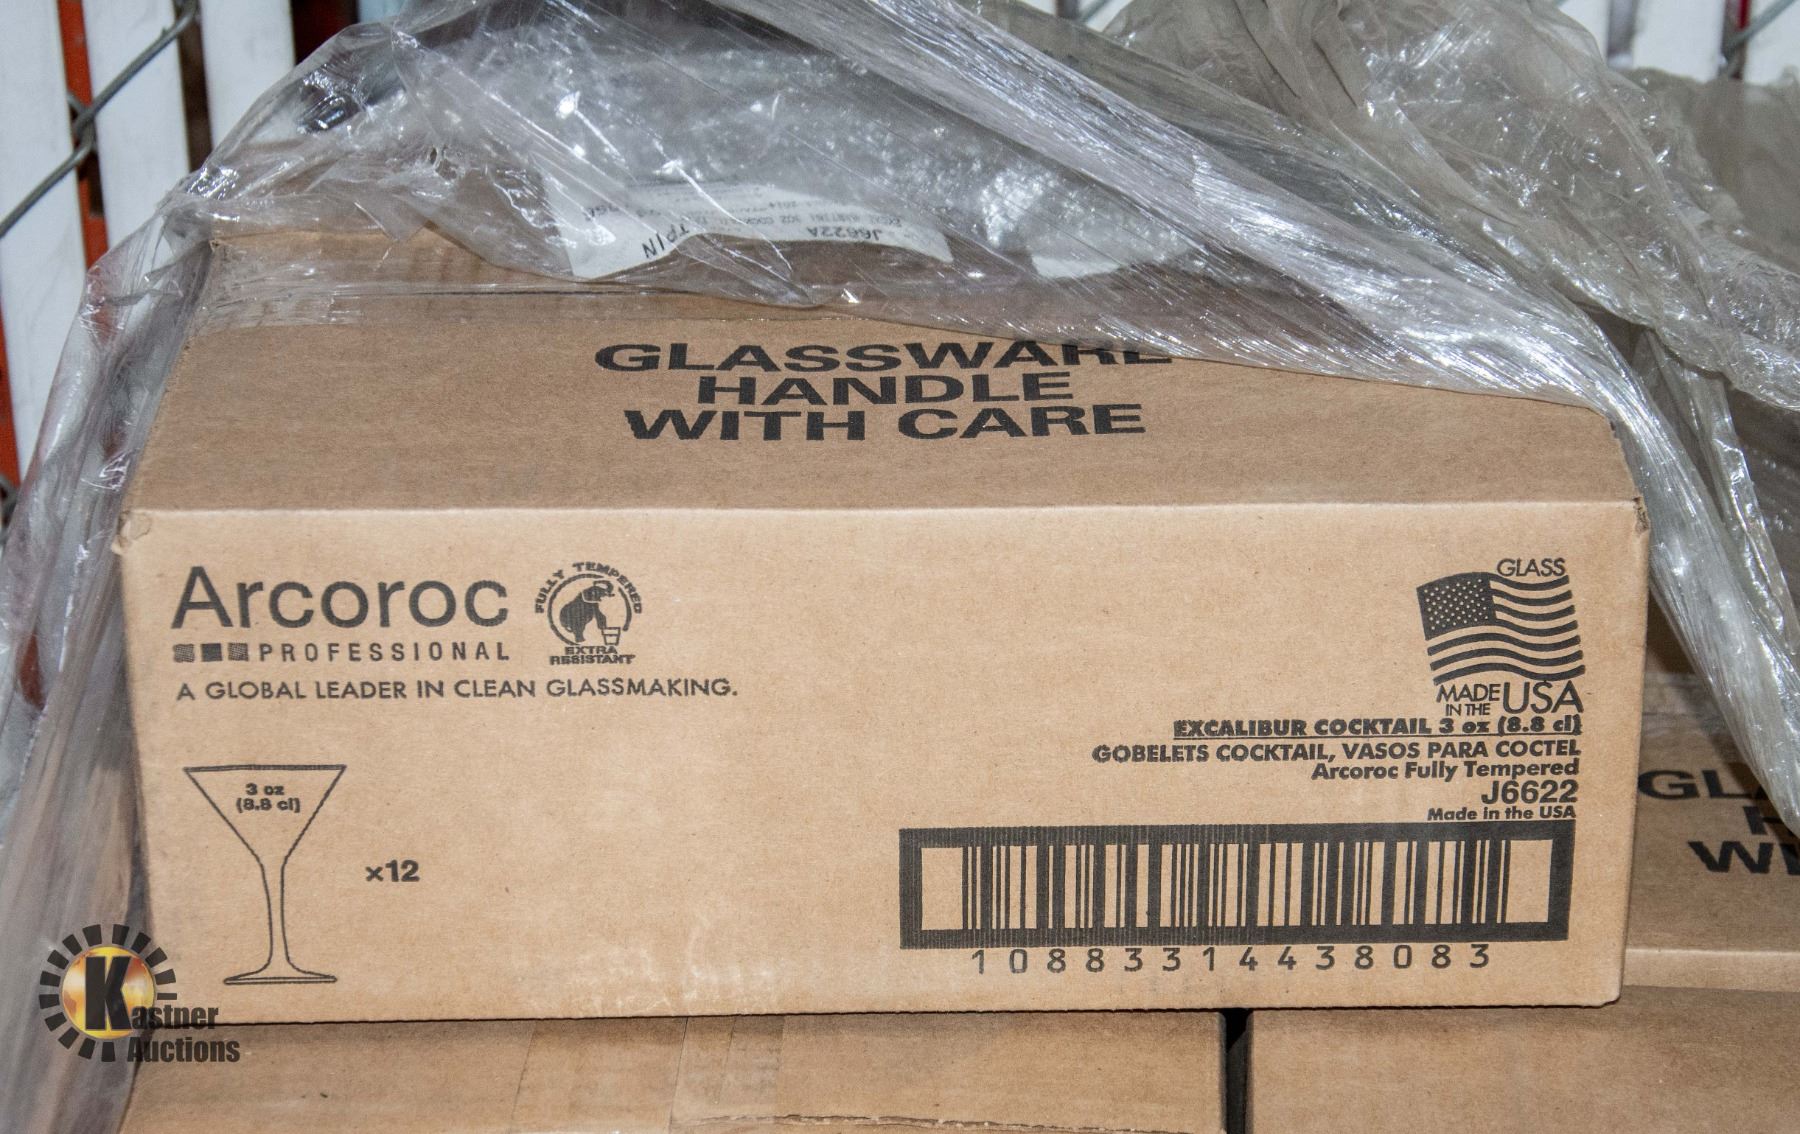 J6622A
GLASSWARE
HANDLE
WITH CARE
Arcoroc
PROFESSIONAL
FULLY TEMPERED
EXTRA
RESISTANT
A GLOBAL LEADER IN CLEAN GLASSMAKING.
3 oz
(8.8 cl)
x12
GLASS
MADE
IN THE USA
EXCALIBUR COCKTAIL 3 oz (8.8 cl)
GOBELETS COCKTAIL, VASOS PARA COCTEL
Arcoroc Fully Tempered
J6622
Made in the USA
10883314438083
GL
H
WI
Kastner
Auctions